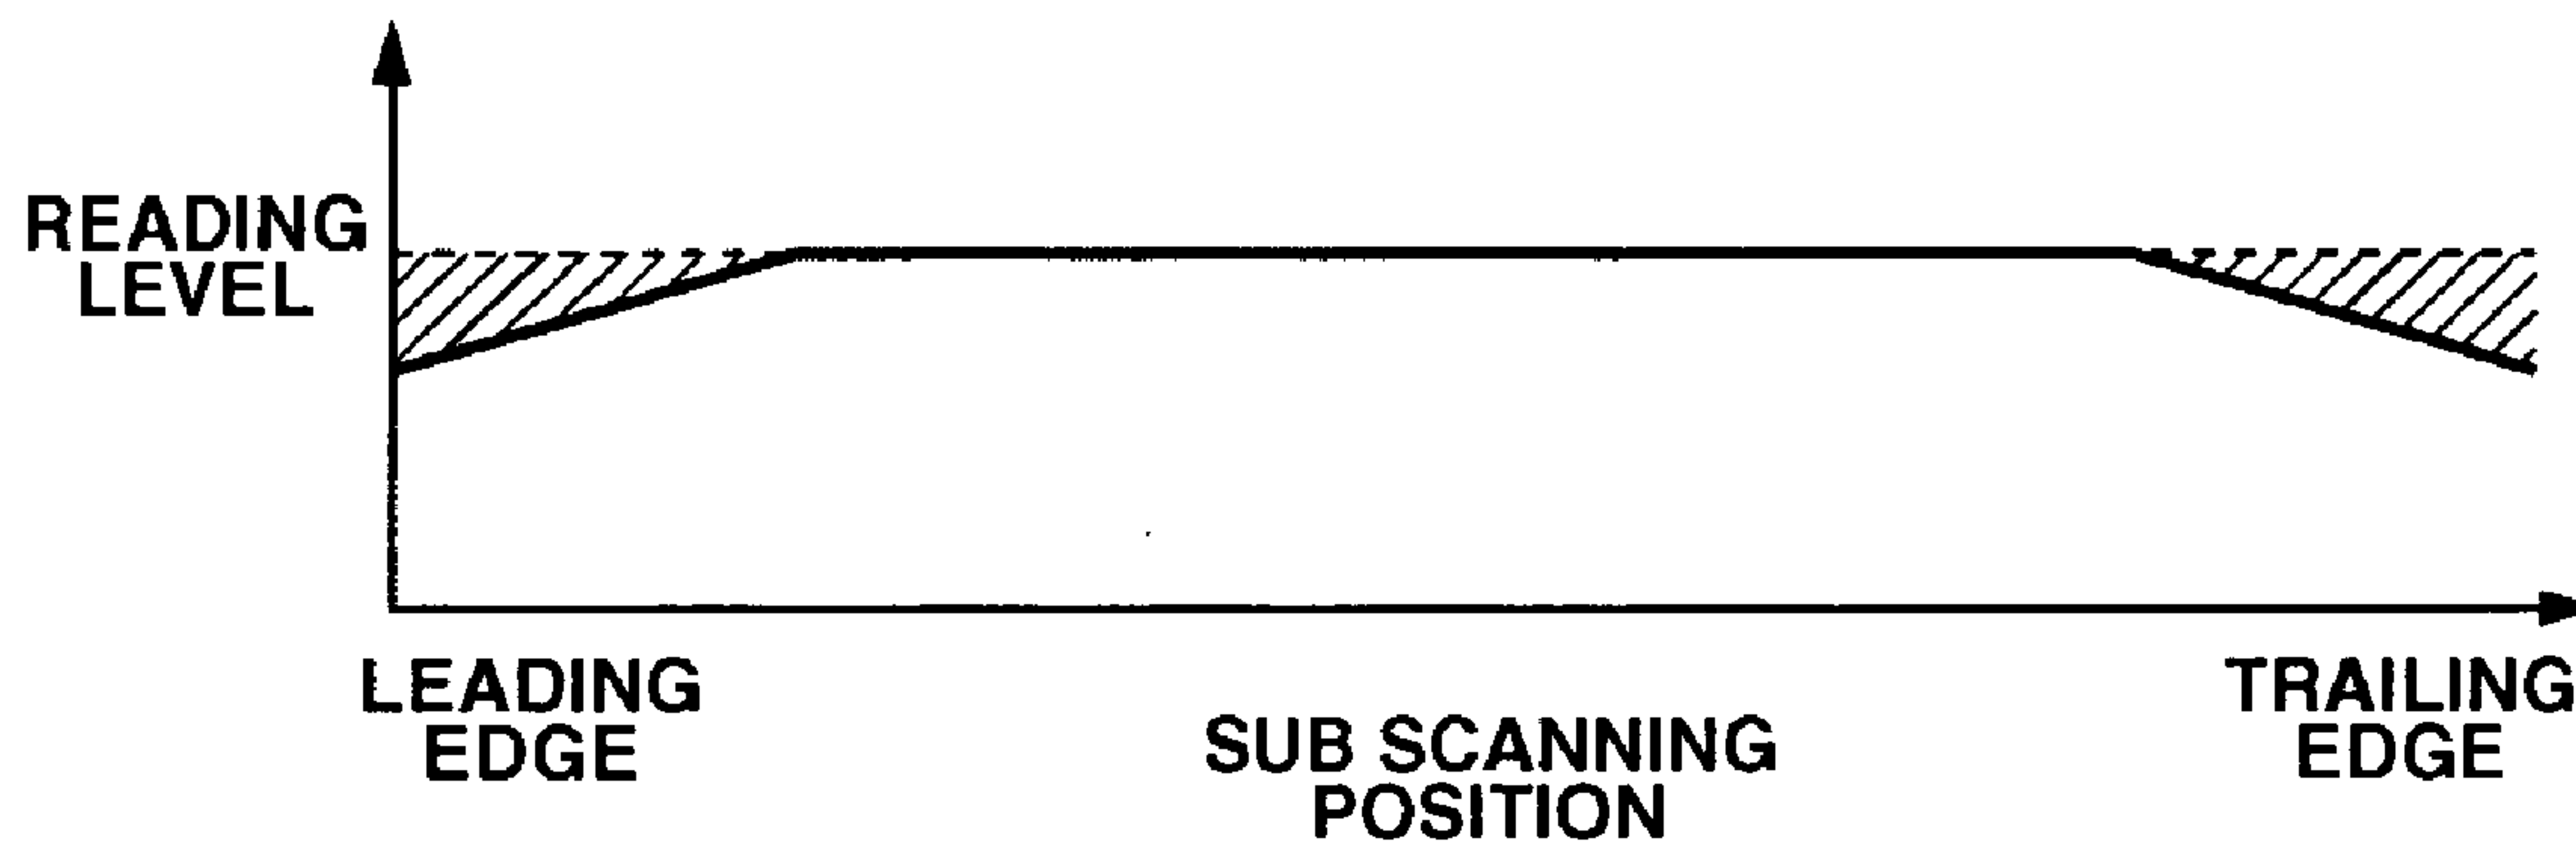 READING
LEVEL
LEADING
EDGE
SUB SCANNING
POSITION
TRAILING
EDGE